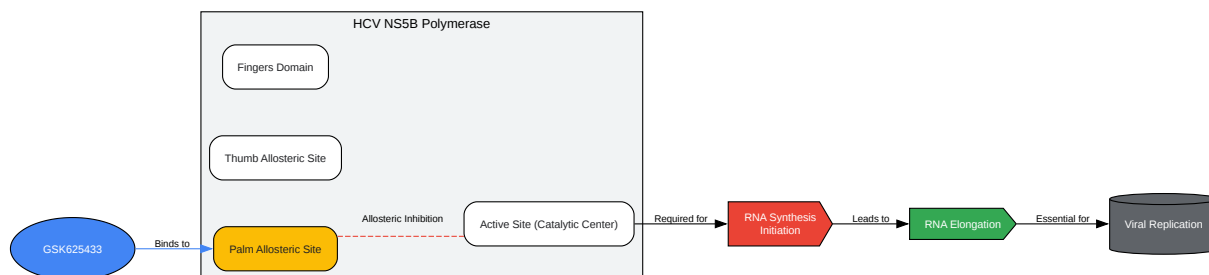 HCV NS5B Polymerase
Fingers Domain
Thumb Allosteric Site
GSK625433
Binds to
Palm Allosteric Site
Allosteric Inhibition
Active Site (Catalytic Center)
Required for
RNA Synthesis
Initiation
Leads to
RNA Elongation
Essential for
Viral Replication